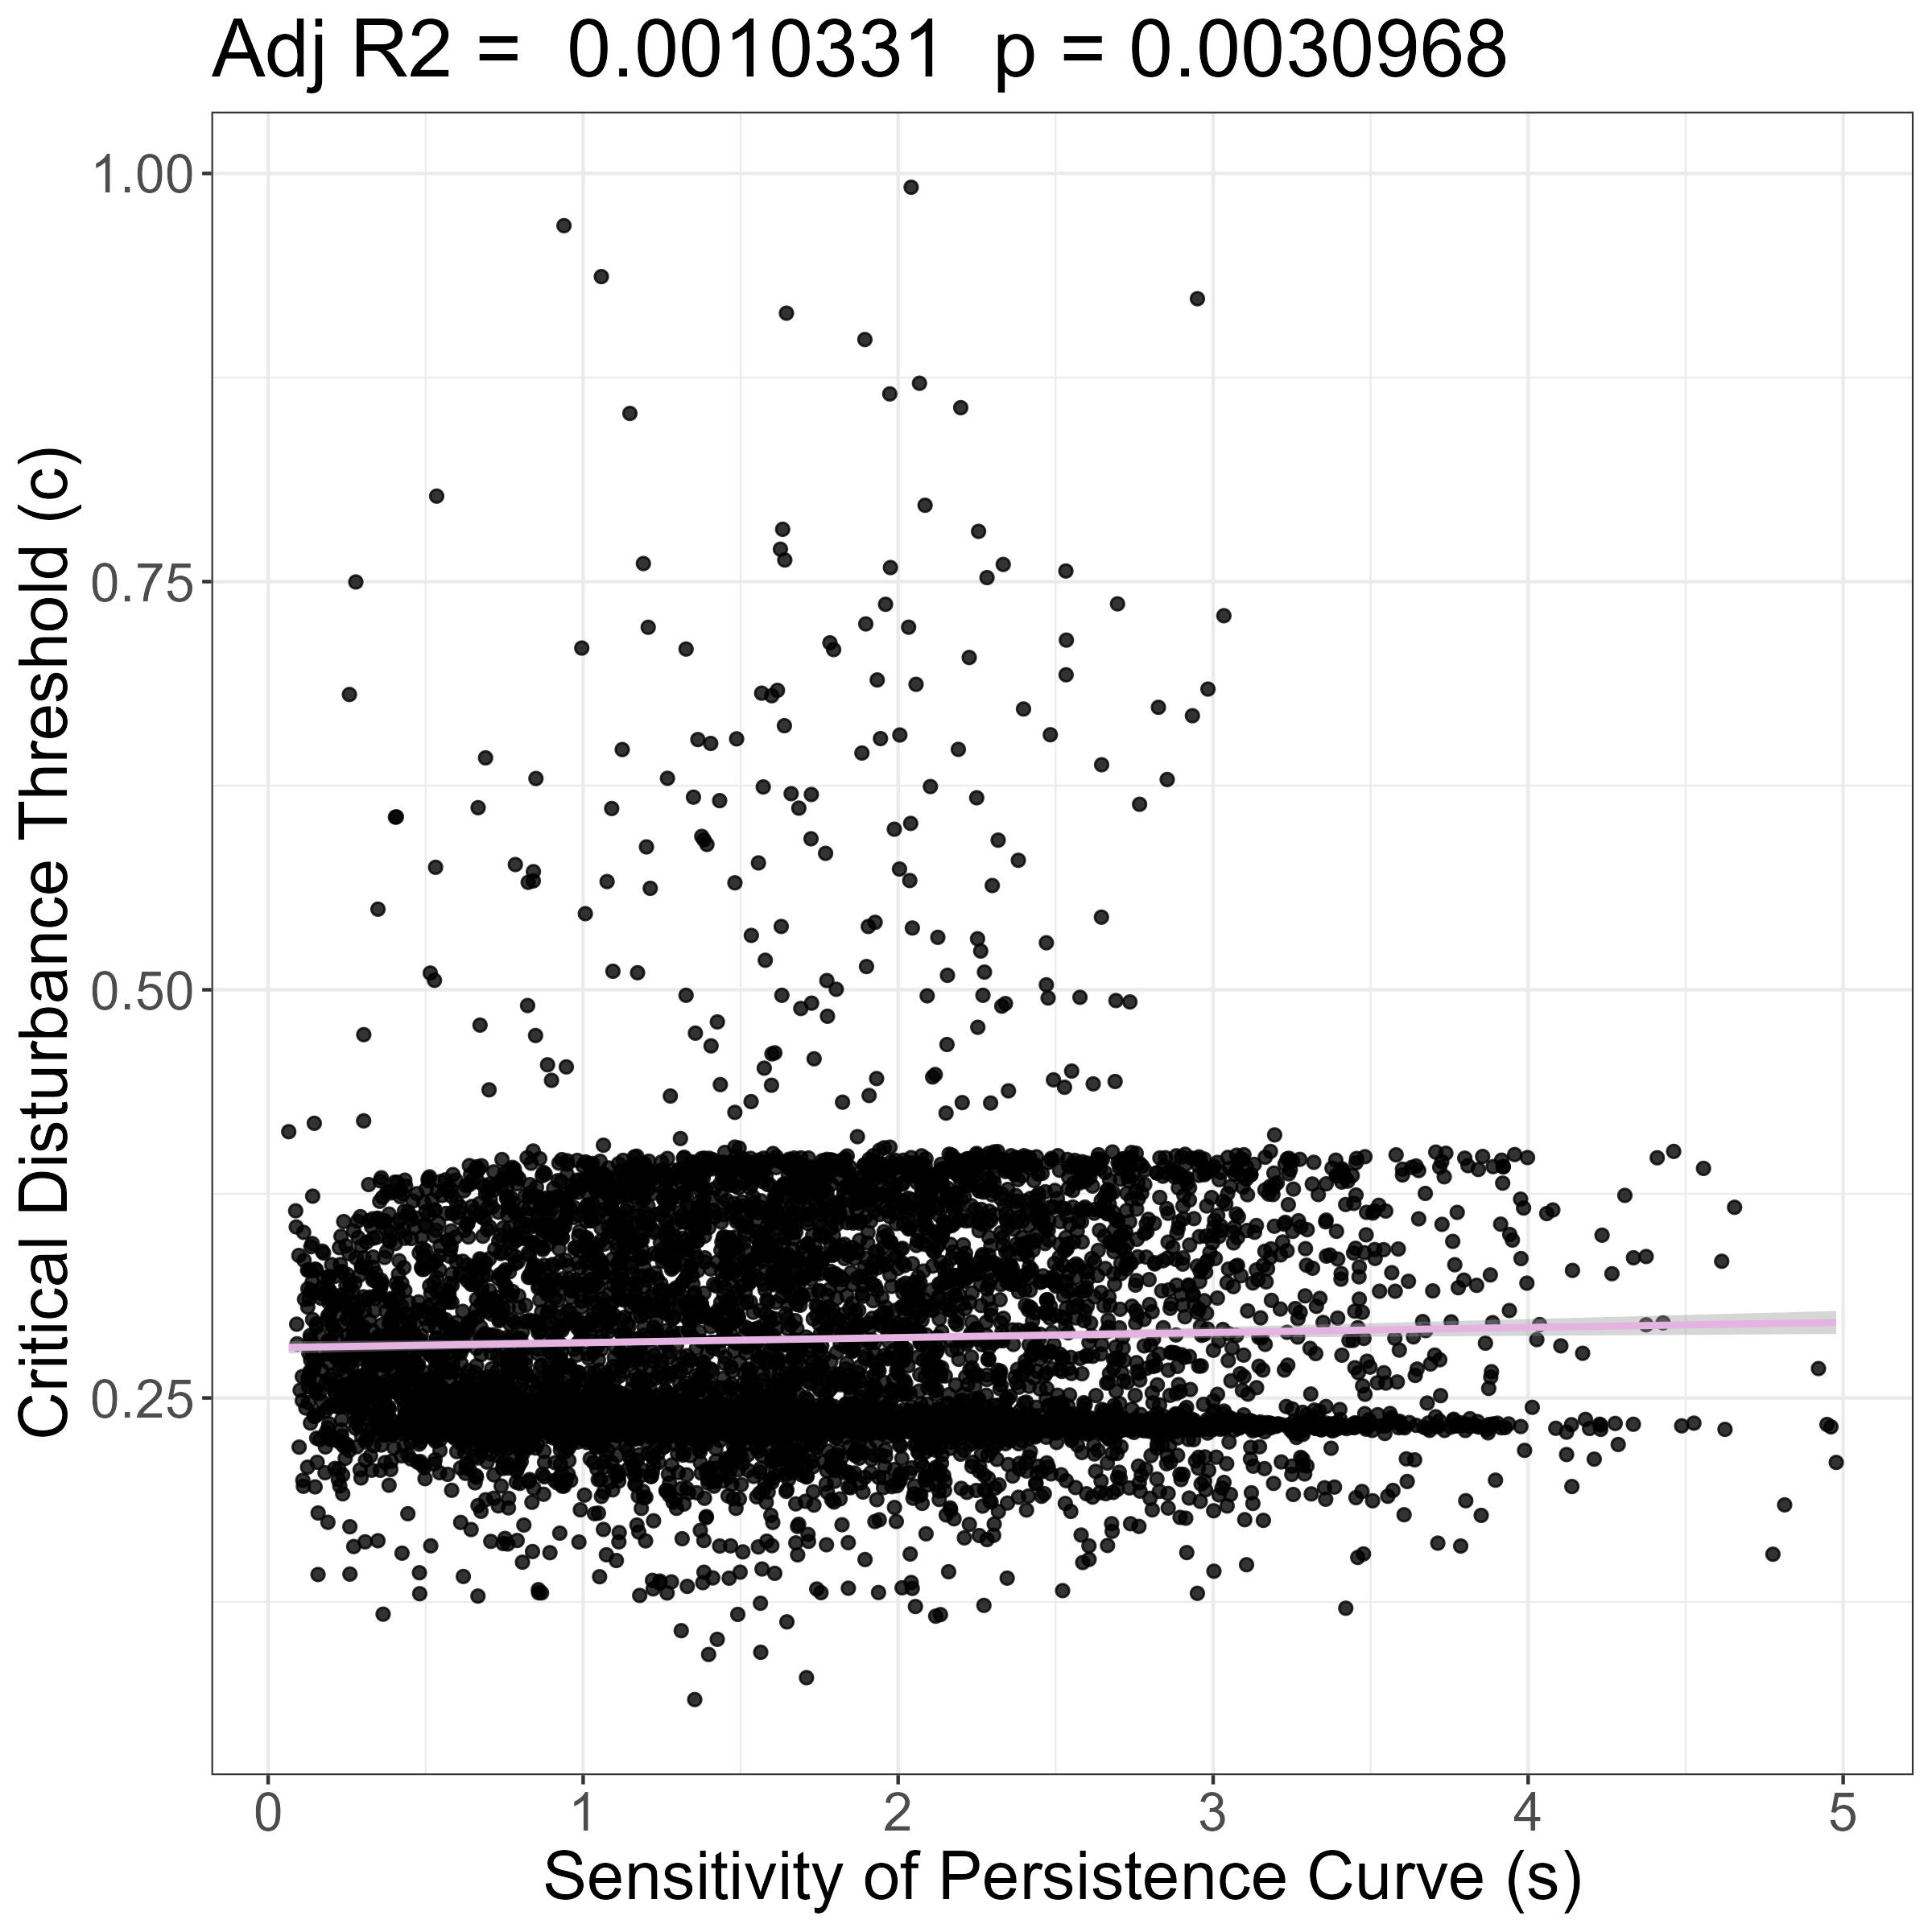 Adj R2 =  0.0010331  p = 0.0030968
Critical Disturbance Threshold (c)
1.00
0.75
0.50
0.25
0 1 2 3 4 5
Sensitivity of Persistence Curve (s)